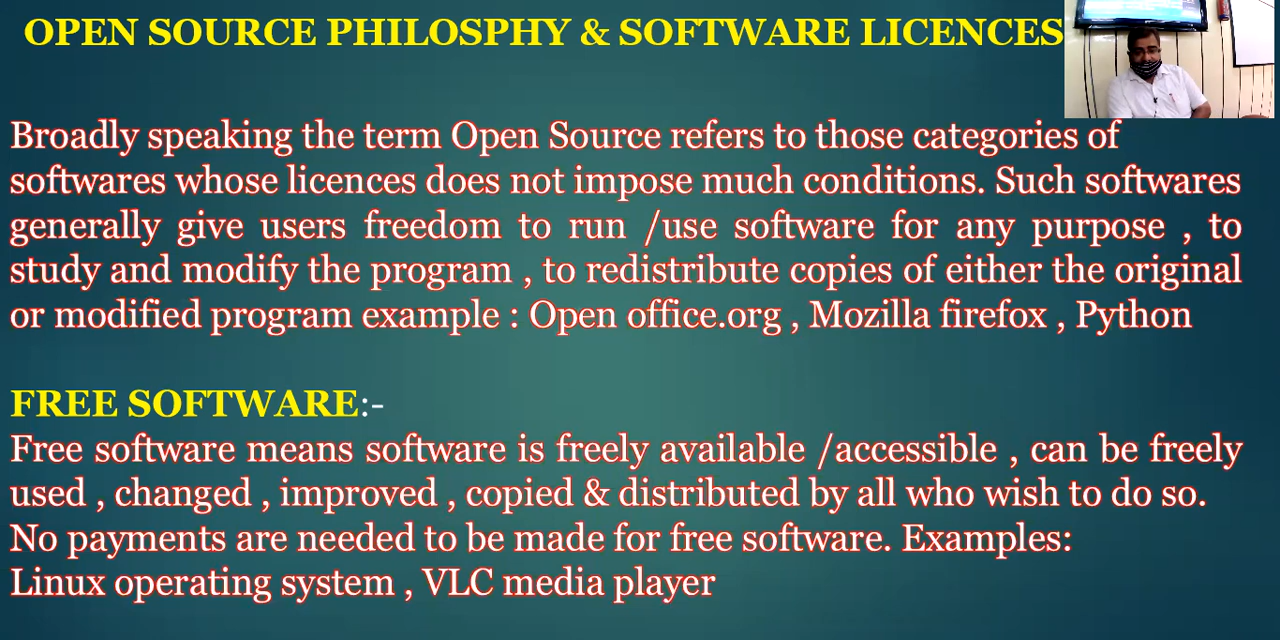 OPEN SOURCE PHILOSPHY & SOFTWARE LICENCES
Broadly speaking the term Open Source refers to those categories of
softwares whose licences does not impose much conditions. Such softwares
generally give users freedom to run /use software for any purpose , to
study and modify the program , to redistribute copies of either the original
or modified program example : Open office.org , Mozilla firefox , Python
FREE SOFTWARE:-
Free software means software is freely available /accessible , can be freely
used , changed , improved , copied & distributed by all who wish to do so.
No payments are needed to be made for free software. Examples:
Linux operating system , VLC media player